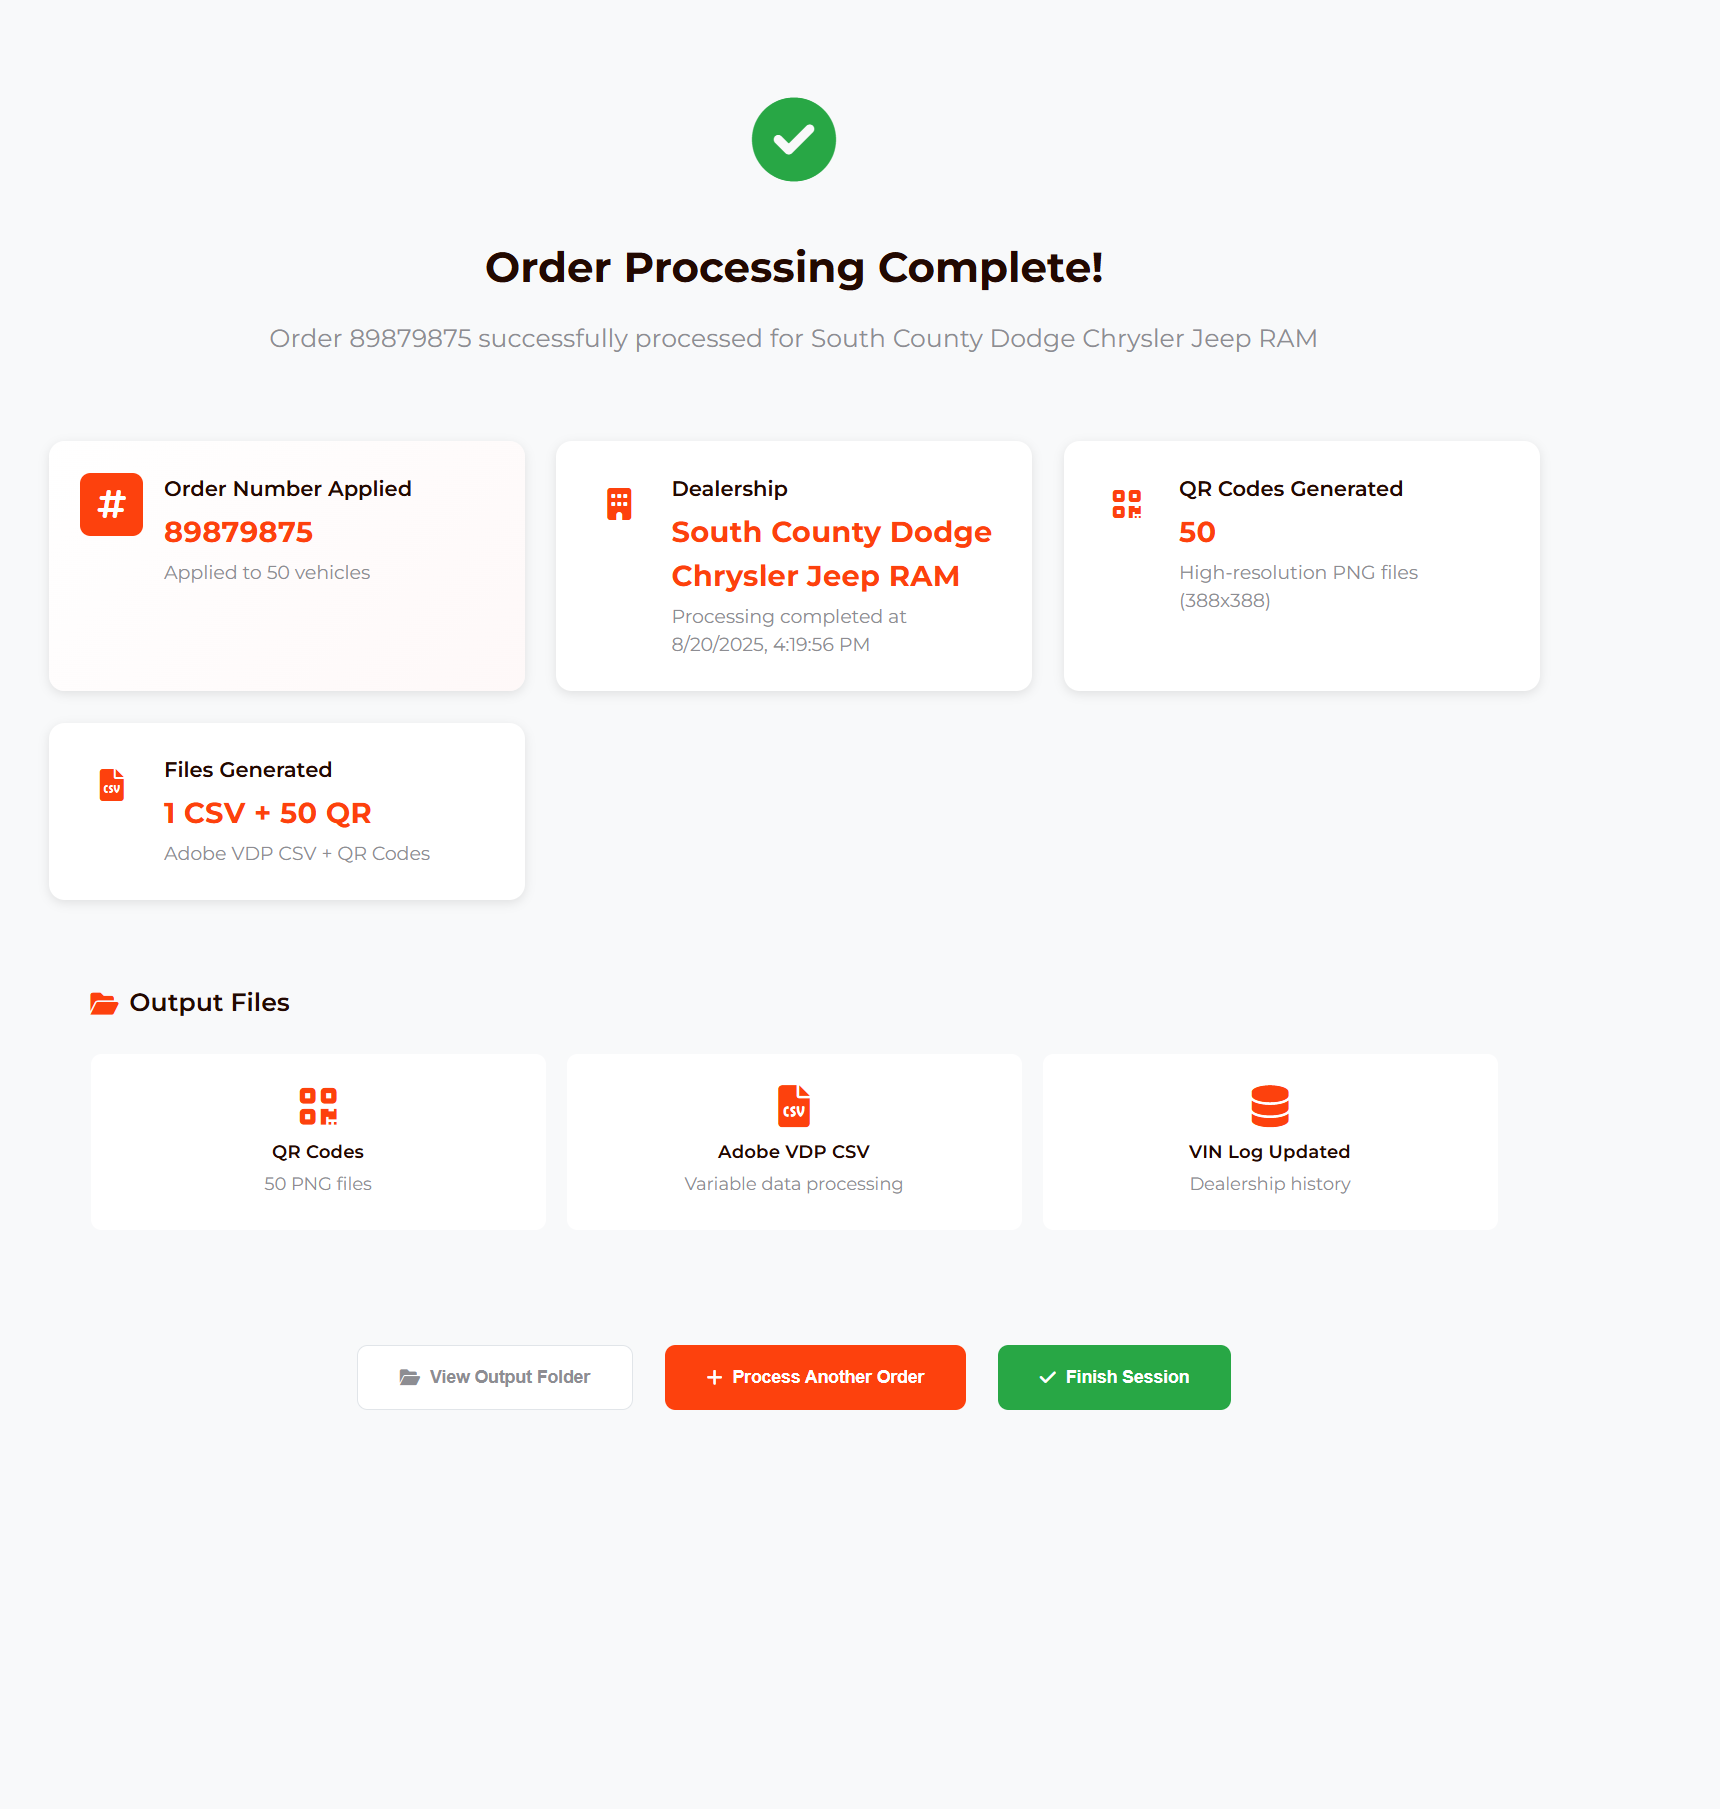 Order Processing Complete!
Order 89879875 successfully processed for South County Dodge Chrysler Jeep RAM
#
Order Number Applied
89879875
Applied to 50 vehicles
Dealership
South County Dodge
Chrysler Jeep RAM
Processing completed at
8/20/2025, 4:19:56 PM
QR Codes Generated
50
High-resolution PNG files
(388x388)
CSV
Files Generated
1 CSV + 50 QR
Adobe VDP CSV + QR Codes
Output Files
QR Codes
50 PNG files
CSV
Adobe VDP CSV
Variable data processing
VIN Log Updated
Dealership history
View Output Folder
Process Another Order
Finish Session